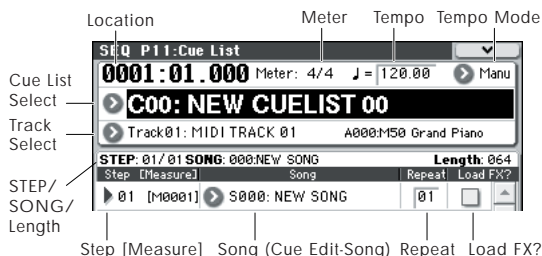 Location Meter Tempo Tempo Mode
SEQ P11:Cue List
0001:01.000 Meter: 4/4 ♩= 120.00 Manu
Cue List
Select
C00: NEW CUELIST 00
Track
Select
Track01: MIDI TRACK 01 A000:M50 Grand Piano
STEP: 01/01 SONG: 000:NEW SONG Length: 064
Step [Measure] Song Repeat Load FX?
STEP/
SONG/
Length
01 [M0001] S000: NEW SONG 01
Step [Measure] Song (Cue Edit-Song) Repeat Load FX?